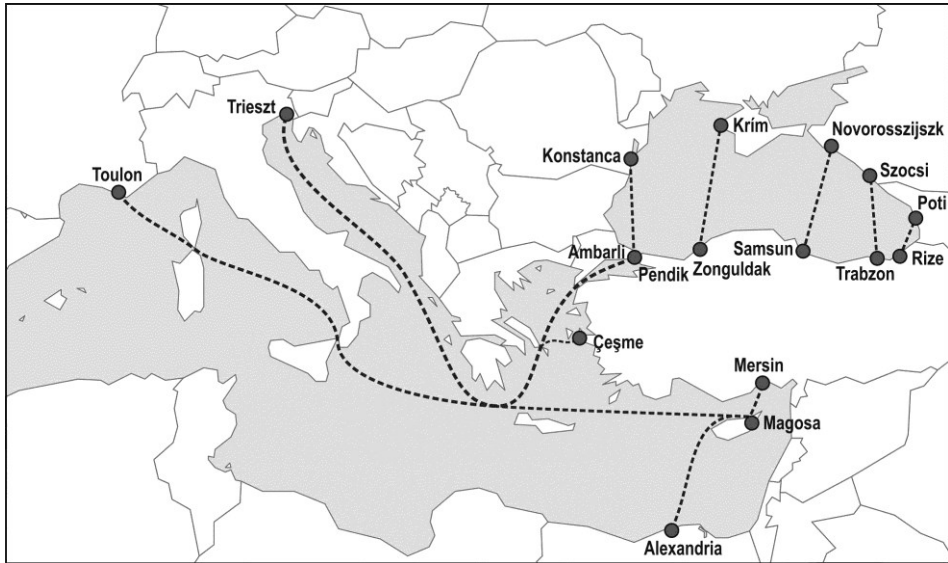 Trieszt
Toulon
Konstanca
Krím
Novorosszijszk
Szocsi
Poti
Ambarli
Pendik
Zonguldak
Samsun
Trabzon
Rize
Çeşme
Mersin
Magosa
Alexandria